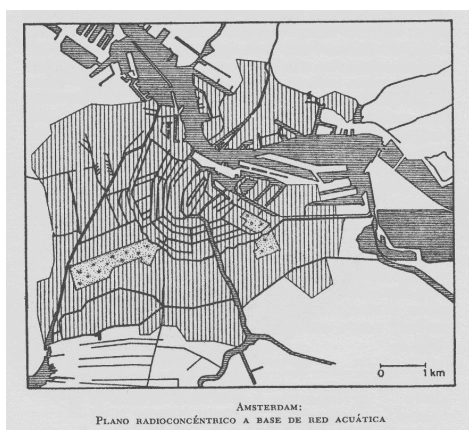 0 1 km
AMSTERDAM:
PLANO RADIOCONCÉNTRICO A BASE DE RED ACUÁTICA